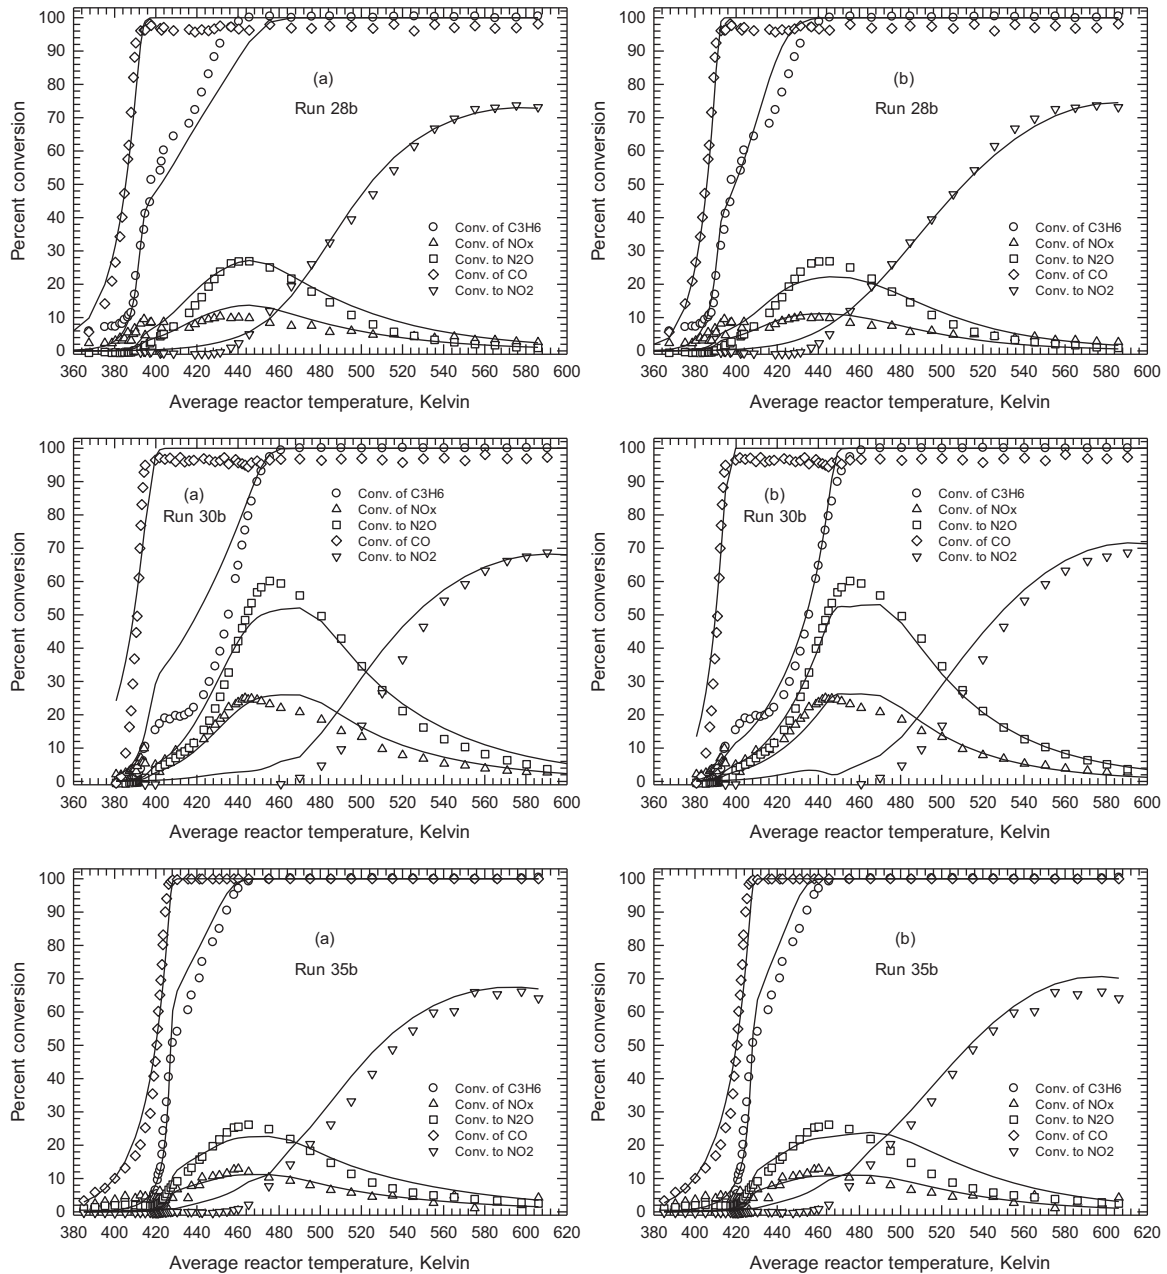 100
90
80
70
60
50
40
30
20
10
0
Percent conversion
(a)
Run 28b
Conv. of C3H6
Conv. of NOx
Conv. to N2O
Conv. of CO
Conv. to NO2
360 380 400 420 440 460 480 500 520 540 560 580 600
Average reactor temperature, Kelvin
100
90
80
70
60
50
40
30
20
10
0
Percent conversion
(b)
Run 28b
Conv. of C3H6
Conv. of NOx
Conv. to N2O
Conv. of CO
Conv. to NO2
360 380 400 420 440 460 480 500 520 540 560 580 600
Average reactor temperature, Kelvin
100
90
80
70
60
50
40
30
20
10
0
Percent conversion
(a)
Run 30b
Conv. of C3H6
Conv. of NOx
Conv. to N2O
Conv. of CO
Conv. to NO2
360 380 400 420 440 460 480 500 520 540 560 580 600
Average reactor temperature, Kelvin
100
90
80
70
60
50
40
30
20
10
0
Percent conversion
(b)
Run 30b
Conv. of C3H6
Conv. of NOx
Conv. to N2O
Conv. of CO
Conv. to NO2
360 380 400 420 440 460 480 500 520 540 560 580 600
Average reactor temperature, Kelvin
100
90
80
70
60
50
40
30
20
10
0
Percent conversion
(a)
Run 35b
Conv. of C3H6
Conv. of NOx
Conv. to N2O
Conv. of CO
Conv. to NO2
380 400 420 440 460 480 500 520 540 560 580 600 620
Average reactor temperature, Kelvin
100
90
80
70
60
50
40
30
20
10
0
Percent conversion
(b)
Run 35b
Conv. of C3H6
Conv. of NOx
Conv. to N2O
Conv. of CO
Conv. to NO2
380 400 420 440 460 480 500 520 540 560 580 600 620
Average reactor temperature, Kelvin